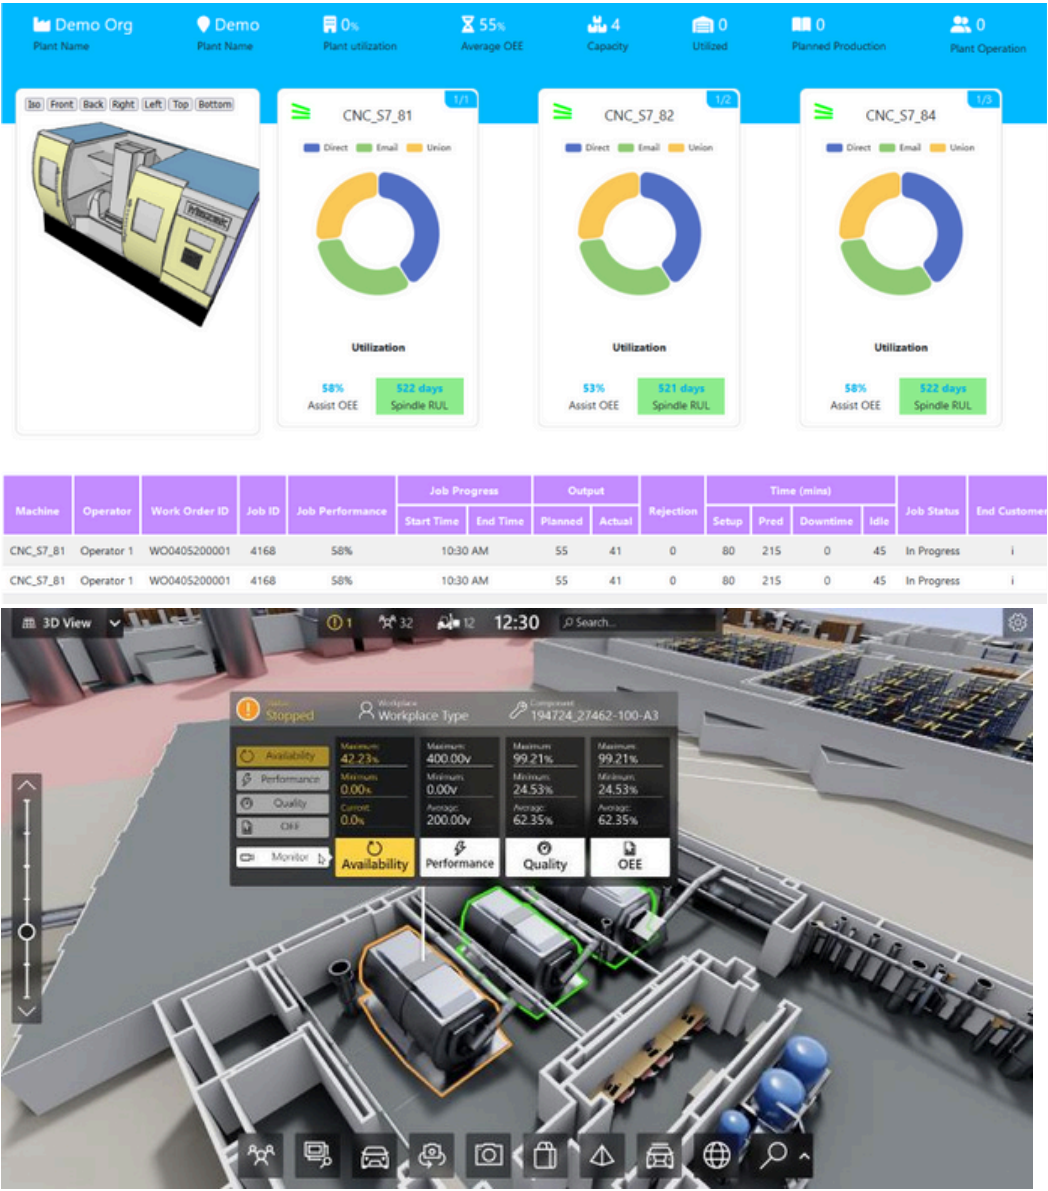 Demo Org Demo 0% 55% 4 0 0 0
Plant Name Plant Name Plant utilization Average OEE Capacity Utilized Planned Production Plant Operation
Iso Front Back Right Left Top Bottom
Mazak
1/1
CNC_S7_81
Direct Email Union
Utilization
58% 522 days
Assist OEE Spindle RUL
1/2
CNC_S7_82
Direct Email Union
Utilization
53% 521 days
Assist OEE Spindle RUL
1/3
CNC_S7_84
Direct Email Union
Utilization
58% 522 days
Assist OEE Spindle RUL
Machine Operator Work Order ID Job ID Job Performance Job Progress Output Rejection Time (mins) Job Status End Customer
Start Time End Time Planned Actual Setup Pred Downtime Idle
CNC_S7_81 Operator 1 WO0405200001 4168 58% 10:30 AM 55 41 0 80 215 0 45 In Progress i
CNC_S7_81 Operator 1 WO0405200001 4168 58% 10:30 AM 55 41 0 80 215 0 45 In Progress i
3D View 1 32 12 12:30 Search...
Status
Stopped
Workplace
Workplace Type
Component
194724_27462-100-A3
Availability
Performance
Quality
OEE
Monitor
Maximum: Maximum: Maximum: Maximum:
42.23% 400.00v 99.21% 99.21%
Minimum: Minimum: Minimum: Minimum:
0.00% 0.00v 24.53% 24.53%
Current: Average: Average: Average:
0.0% 200.00v 62.35% 62.35%
Availability Performance Quality OEE